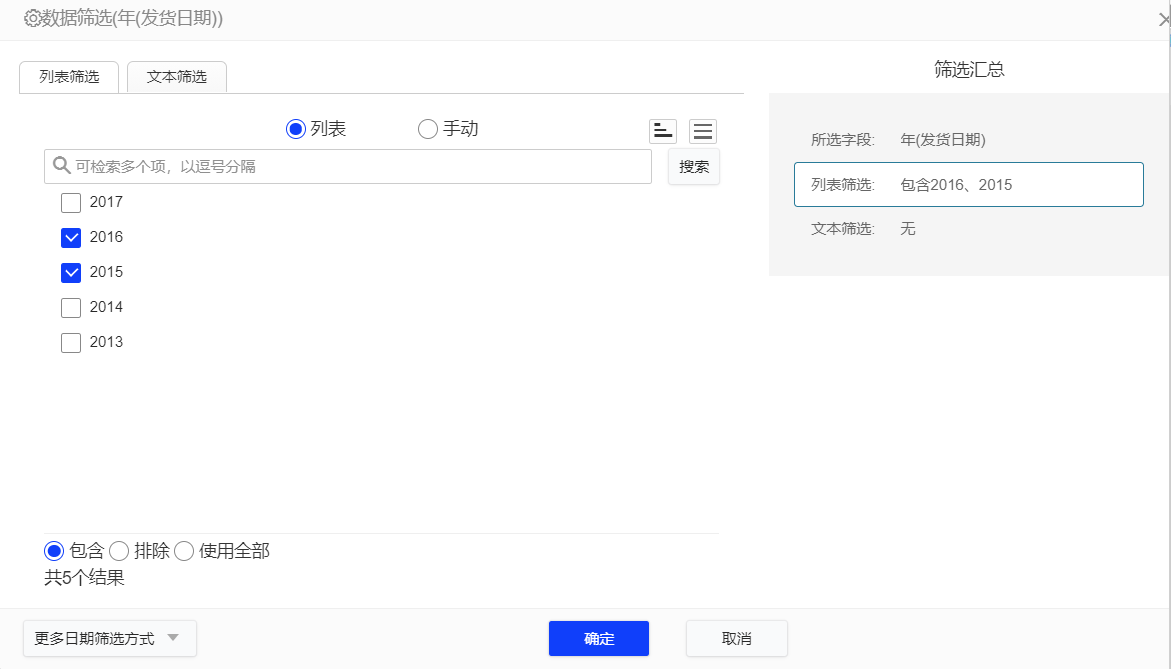 数据筛选(年(发货日期))
列表筛选
文本筛选
列表
手动
可检索多个项，以逗号分隔
搜索
2017
2016
2015
2014
2013
包含
排除
使用全部
共5个结果
筛选汇总
所选字段: 年(发货日期)
列表筛选: 包含2016、2015
文本筛选: 无
更多日期筛选方式
确定
取消